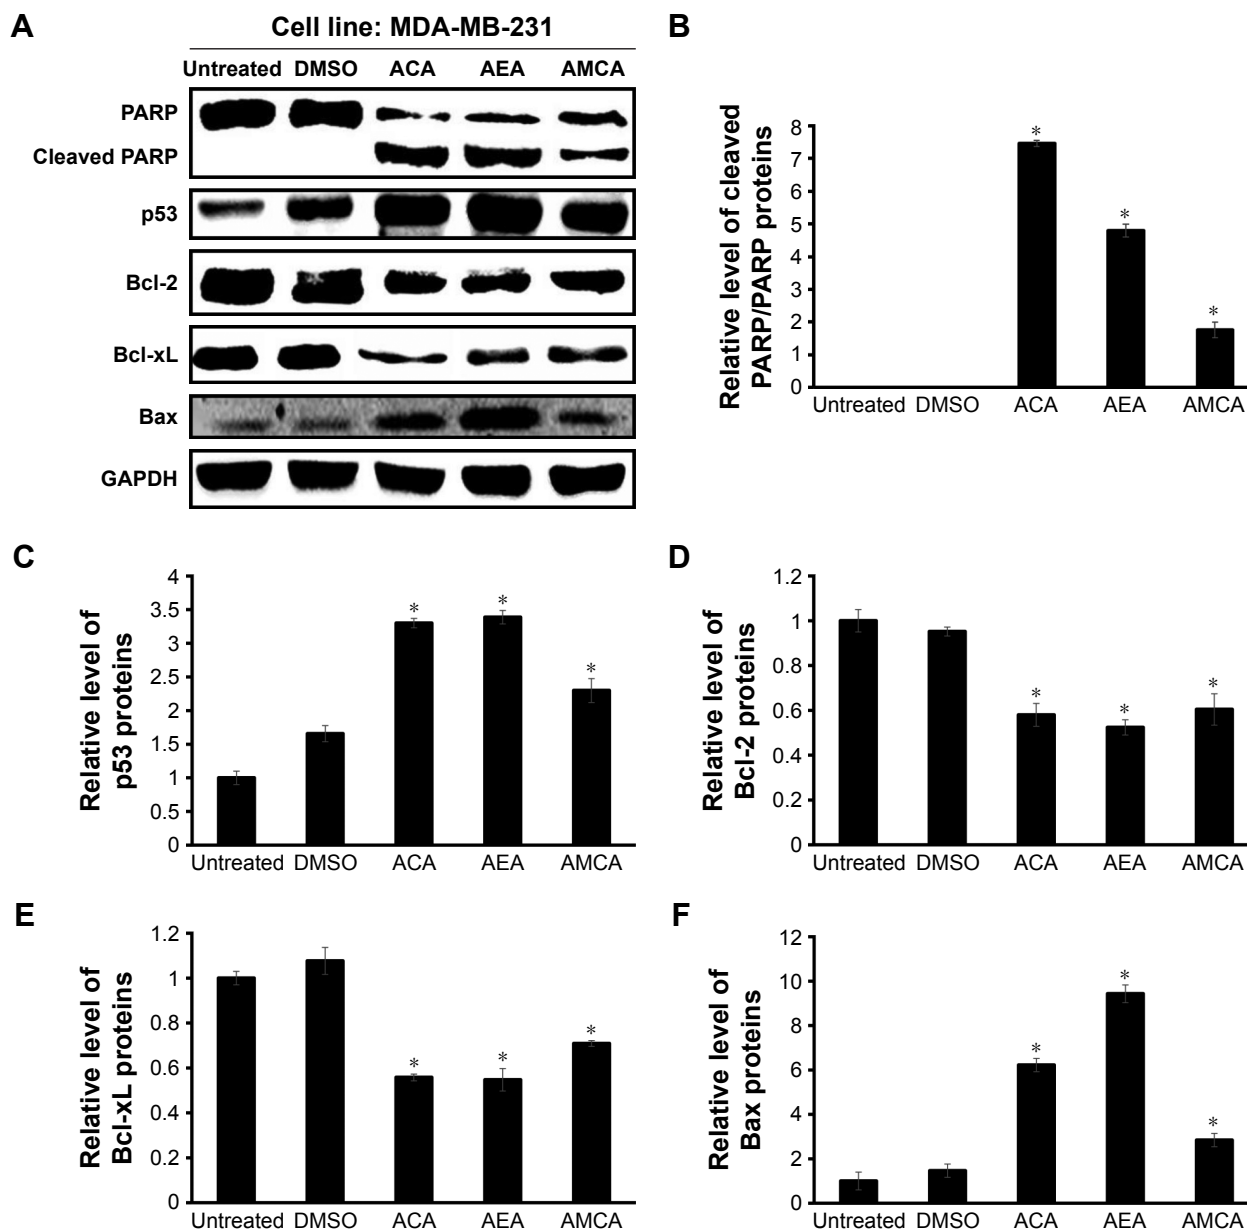 A
Cell line: MDA-MB-231
Untreated DMSO ACA AEA AMCA
PARP
Cleaved PARP
p53
Bcl-2
Bcl-xL
Bax
GAPDH
B
Relative level of cleaved
PARP/PARP proteins
8
7
6
5
4
3
2
1
0
* * *
Untreated DMSO ACA AEA AMCA
C
Relative level of
p53 proteins
4
3.5
3
2.5
2
1.5
1
0.5
0
* * *
Untreated DMSO ACA AEA AMCA
D
Relative level of
Bcl-2 proteins
1.2
1
0.8
0.6
0.4
0.2
0
* * *
Untreated DMSO ACA AEA AMCA
E
Relative level of
Bcl-xL proteins
1.2
1
0.8
0.6
0.4
0.2
0
* * *
Untreated DMSO ACA AEA AMCA
F
Relative level of
Bax proteins
12
10
8
6
4
2
0
* * *
Untreated DMSO ACA AEA AMCA